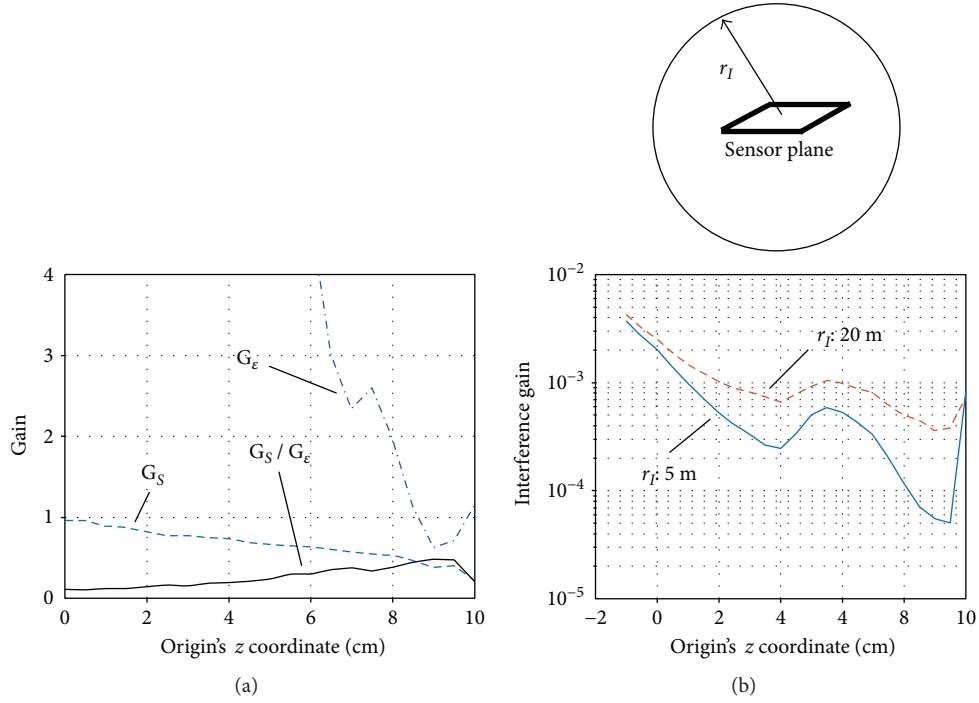 r_I
Sensor plane
4
3
2
1
0
Gain
G_ε
G_S / G_ε
G_S
0 2 4 6 8 10
Origin's z coordinate (cm)
(a)
10^−2
10^−3
10^−4
10^−5
Interference gain
r_I: 20 m
r_I: 5 m
−2 0 2 4 4 8 10
Origin's z coordinate (cm)
(b)